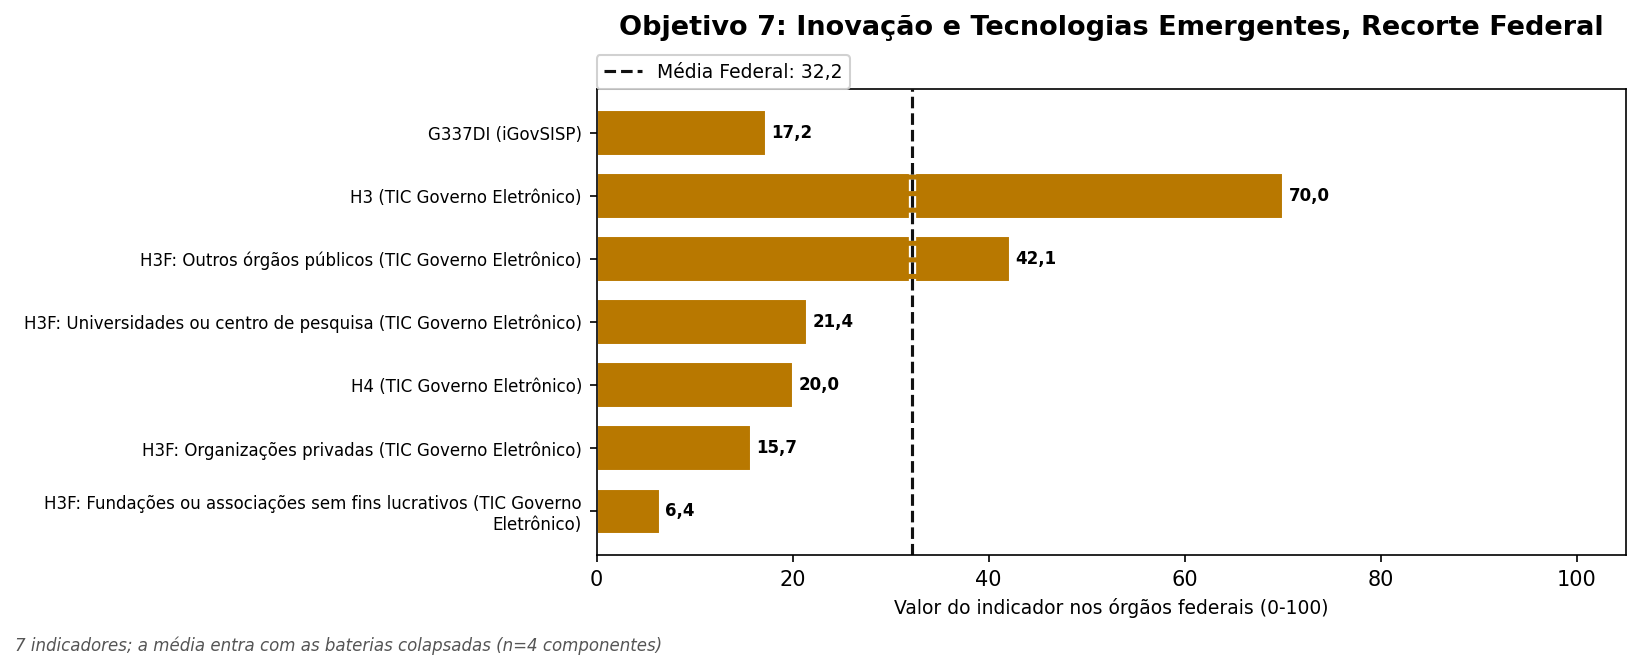 Objetivo 7: Inovação e Tecnologias Emergentes, Recorte Federal
Média Federal: 32,2
G337DI (iGovSISP)
17,2
H3 (TIC Governo Eletrônico)
70,0
H3F: Outros órgãos públicos (TIC Governo Eletrônico)
42,1
H3F: Universidades ou centro de pesquisa (TIC Governo Eletrônico)
21,4
H4 (TIC Governo Eletrônico)
20,0
H3F: Organizações privadas (TIC Governo Eletrônico)
15,7
H3F: Fundações ou associações sem fins lucrativos (TIC Governo
Eletrônico)
6,4
0 20 40 60 80 100
Valor do indicador nos órgãos federais (0-100)
7 indicadores; a média entra com as baterias colapsadas (n=4 componentes)